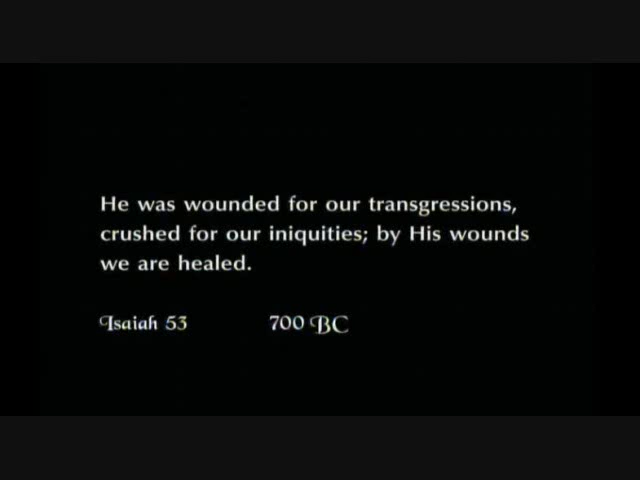 He was wounded for our transgressions,
crushed for our iniquities; by His wounds
we are healed.
Isaiah 53 700 BC